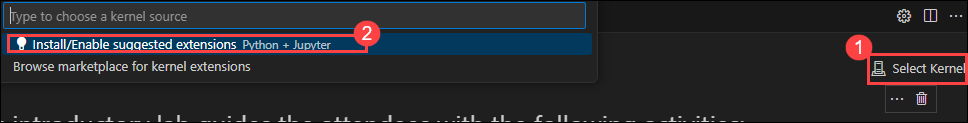 Type to choose a kernel source
2
Install/Enable suggested extensions Python + Jupyter
Browse marketplace for kernel extensions
1
Select Kernel
introductory lab guides the attendees with the following activities: